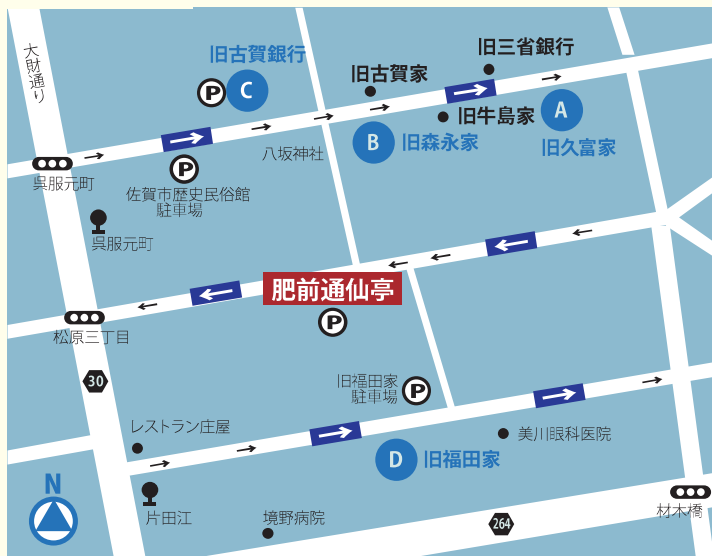 大財通り
旧古賀銀行
P
C
旧古賀家
旧三省銀行
旧牛島家
A
旧久富家
B
旧森永家
八坂神社
呉服元町
P
佐賀市歴史民俗館
駐車場
呉服元町
肥前通仙亭
P
松原三丁目
30
旧福田家
駐車場
P
レストラン庄屋
美川眼科医院
D
旧福田家
N
片田江
境野病院
264
材木橋